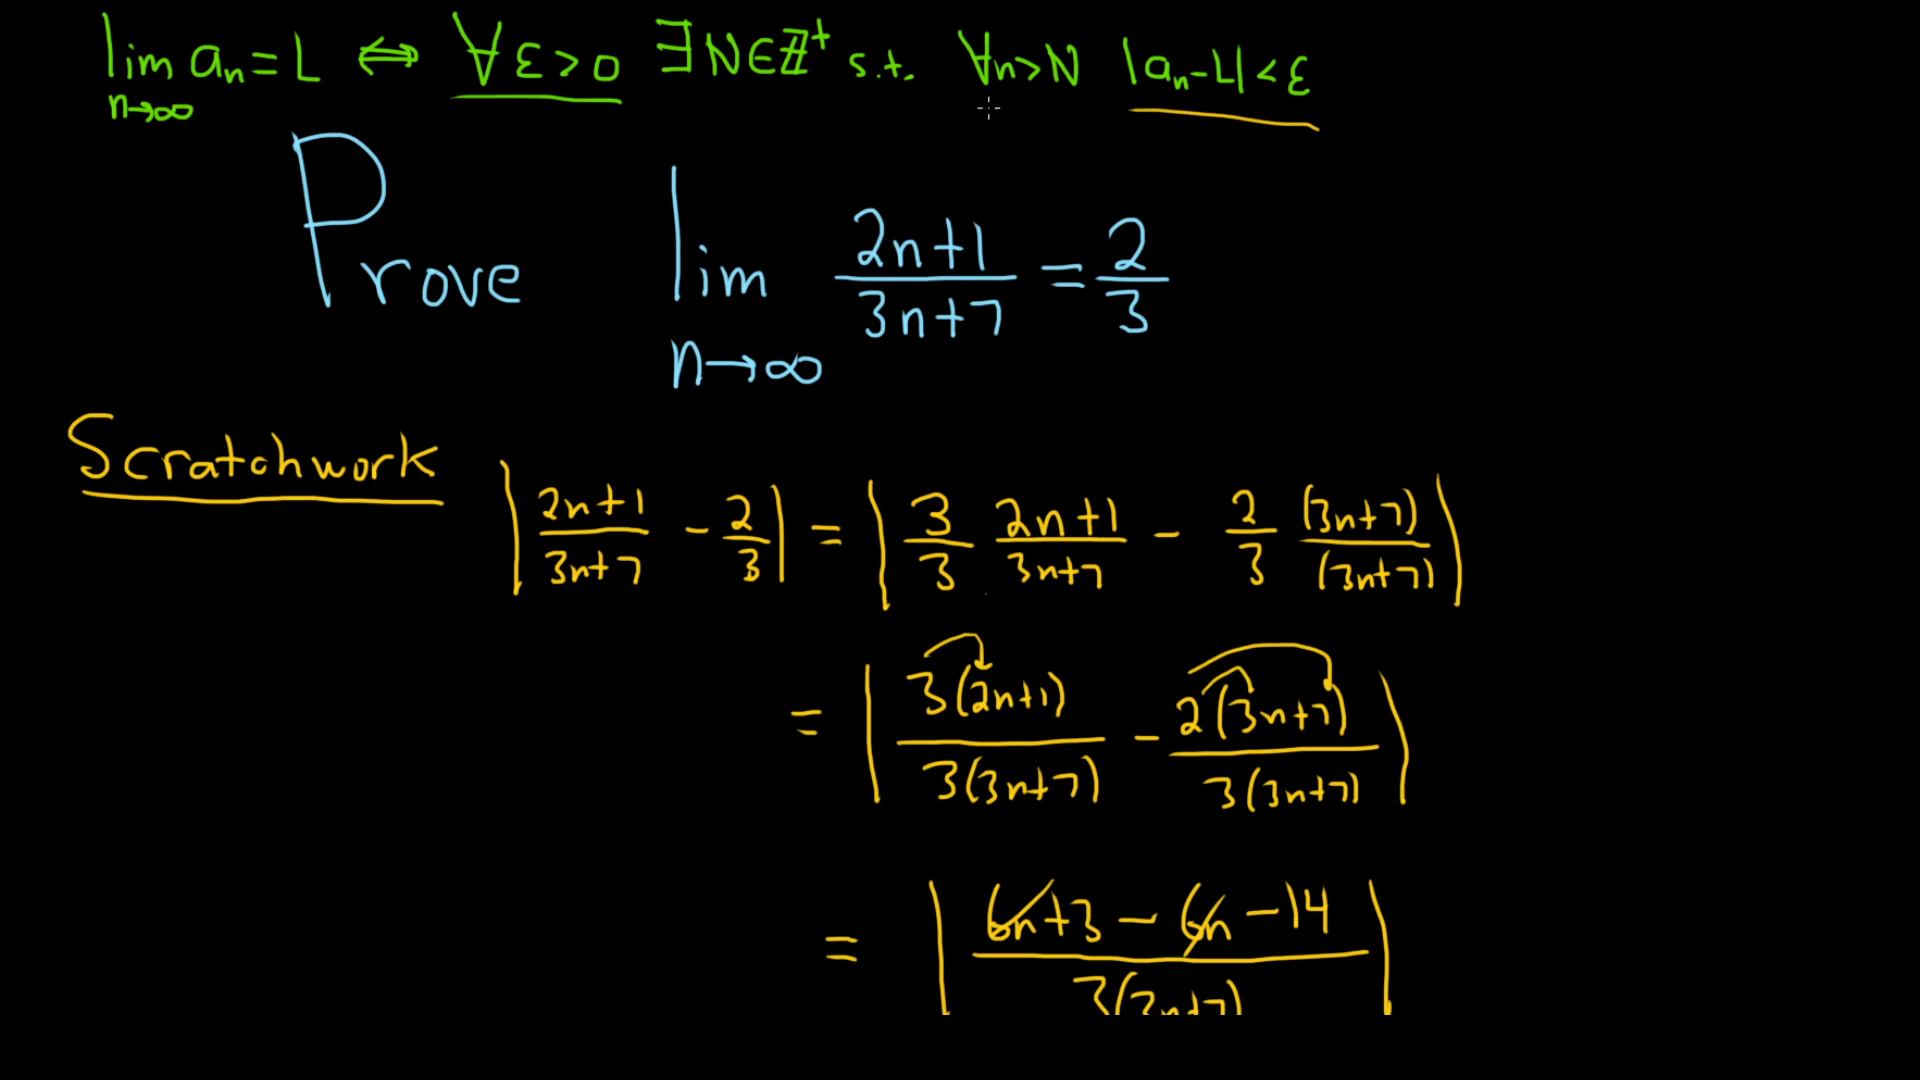 lim n→∞ aₙ = L ⇔ ∀ε>0 ∃N∈ℤ⁺ s.t. ∀n>N |aₙ-L|<ε
Prove lim n→∞ (2n+1)/(3n+7) = 2/3
Scratchwork |(2n+1)/(3n+7) - 2/3| = |3/3 (2n+1)/(3n+7) - 2/3 (3n+7)/(3n+7)|
= |3(2n+1)/3(3n+7) - 2(3n+7)/3(3n+7)|
= |(6n+3-6n-14)/3(3n+7)|